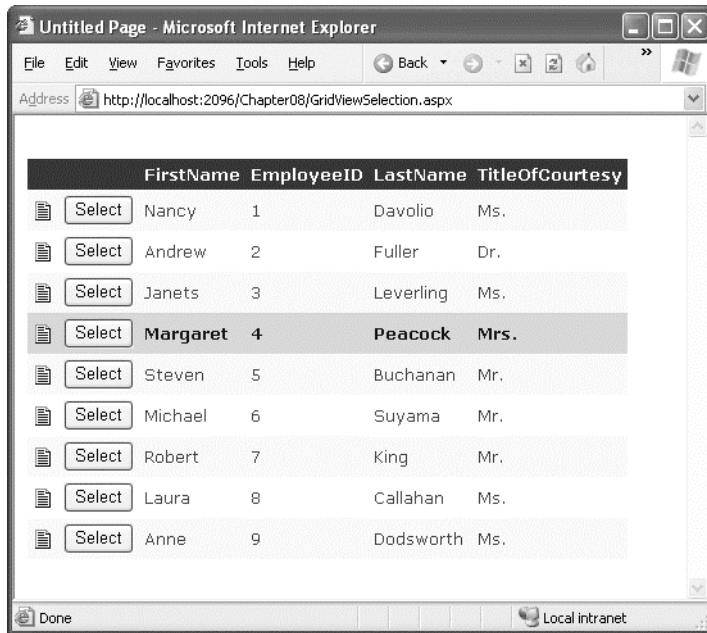 Untitled Page - Microsoft Internet Explorer
File Edit View Favorites Tools Help Back »
Address http://localhost:2096/Chapter08/GridViewSelection.aspx
FirstName EmployeeID LastName TitleOfCourtesy
Select Nancy 1 Davolio Ms.
Select Andrew 2 Fuller Dr.
Select Janets 3 Leverling Ms.
Select Margaret 4 Peacock Mrs.
Select Steven 5 Buchanan Mr.
Select Michael 6 Suyama Mr.
Select Robert 7 King Mr.
Select Laura 8 Callahan Ms.
Select Anne 9 Dodsworth Ms.
Done Local intranet